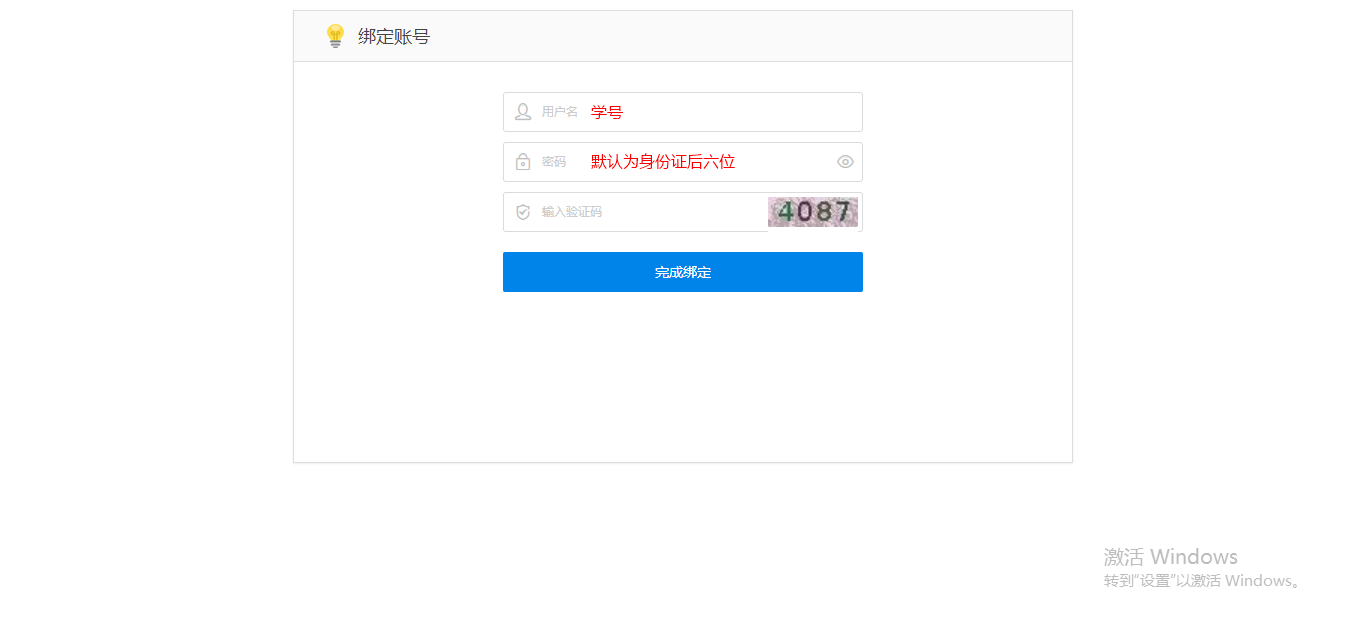 绑定账号
用户名 学号
密码 默认为身份证后六位
输入验证码 4087
完成绑定
激活 Windows
转到"设置"以激活 Windows。